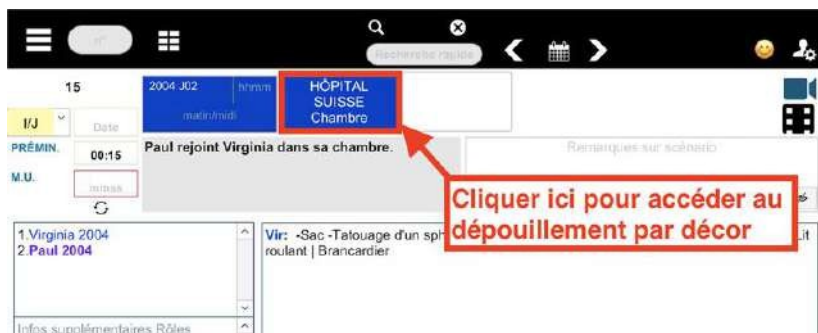 n°
Recherche rapide
15
2004 J02
hhmm
matin/midi
HÔPITAL
SUISSE
Chambre
I/J
Date
PRÉMIN.
00:15
M.U.
mmss
Paul rejoint Virginia dans sa chambre.
Remarques sur scénario
Cliquer ici pour accéder au
dépouillement par décor
1.Virginia 2004
2.Paul 2004
Vir: -Sac -Tatouage d'un sph
Lit
roulant | Brancardier
Infos supplémentaires Rôles